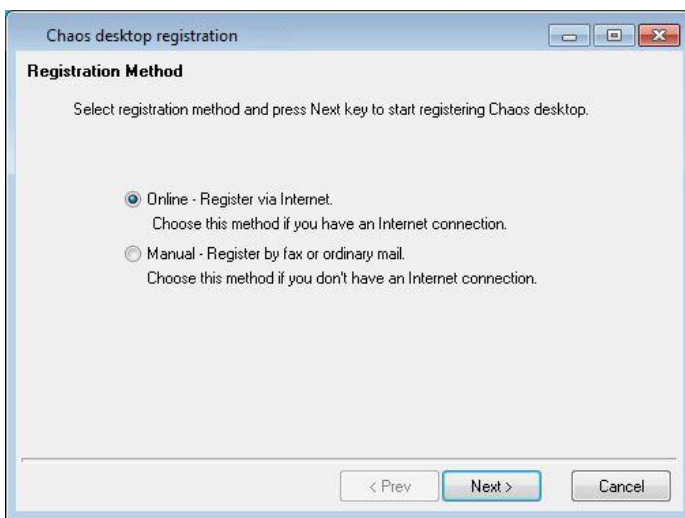 Chaos desktop registration
Registration Method
Select registration method and press Next key to start registering Chaos desktop.
Online - Register via Internet.
Choose this method if you have an Internet connection.
Manual - Register by fax or ordinary mail.
Choose this method if you don't have an Internet connection.
< Prev Next > Cancel